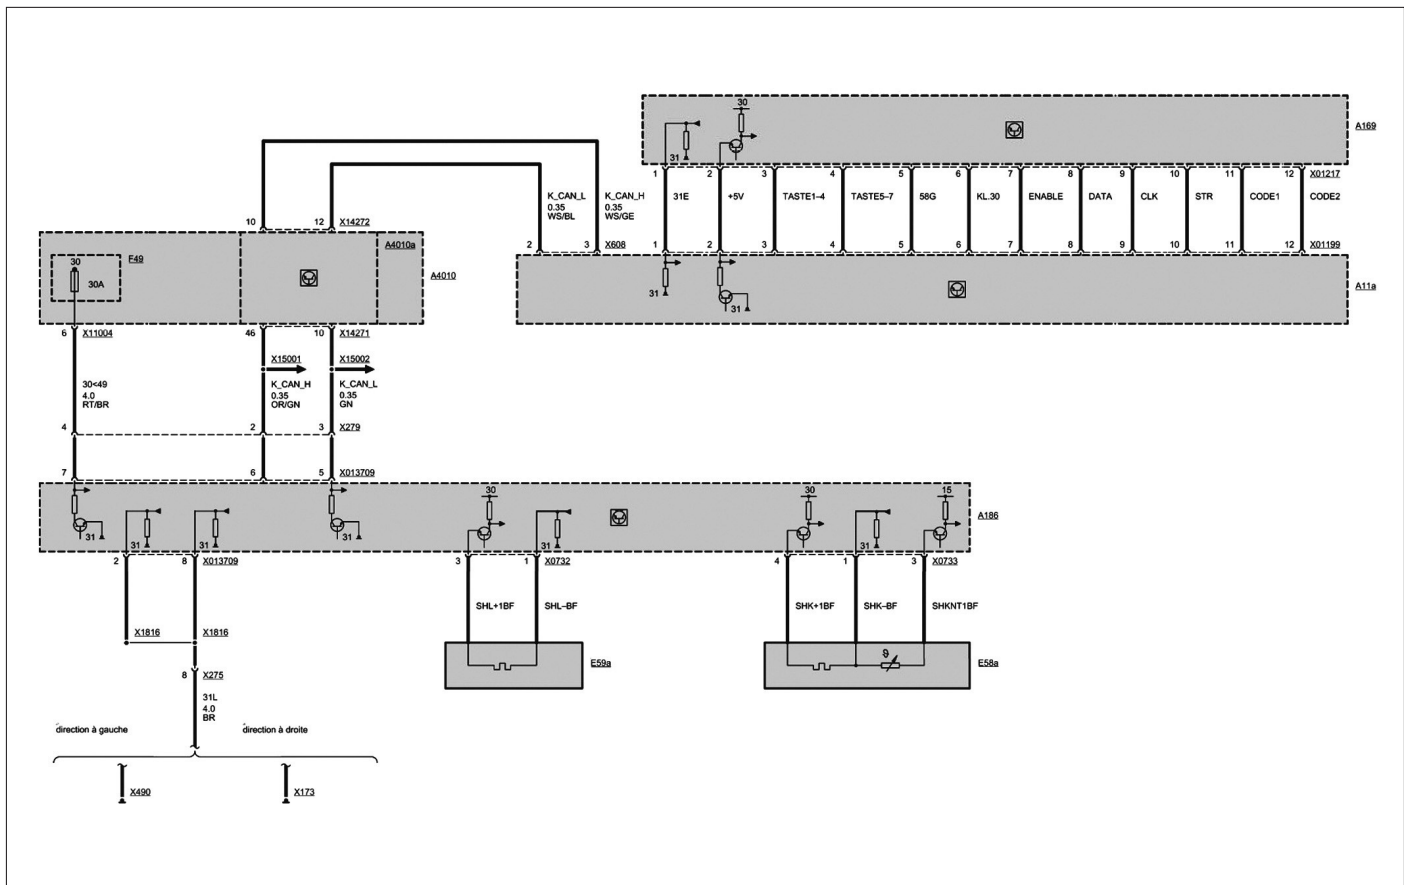 30
A169
31
1 2 3 4 5 6 7 8 9 10 11 12 X01217
K_CAN_L
0.35
WS/BL
K_CAN_H
0.35
WS/GE
31E +5V TASTE1–4 TASTE5–7 58G KL.30 ENABLE DATA CLK STR CODE1 CODE2
10 12 X14272
2 3 X608
1 2 3 4 5 6 7 8 9 10 11 12 X01199
A4010a
F49
30
30A
A4010
31
31
A11a
6 X11004
46 10 X14271
X15001 X15002
30<49
4.0
RT/BR
K_CAN_H
0.35
OR/GN
K_CAN_L
0.35
GN
4 2 3 X279
7 6 5 X013709
30 30 15
A186
31 31 31 31 31 31
2 8 X013709
3 1 X0732
4 1 3 X0733
SHL+1BF SHL–BF
SHK+1BF SHK–BF SHKNT1BF
X1816 X1816
E59a
ϑ
E58a
8 X275
31L
4.0
BR
direction à gauche
direction à droite
X490
X173